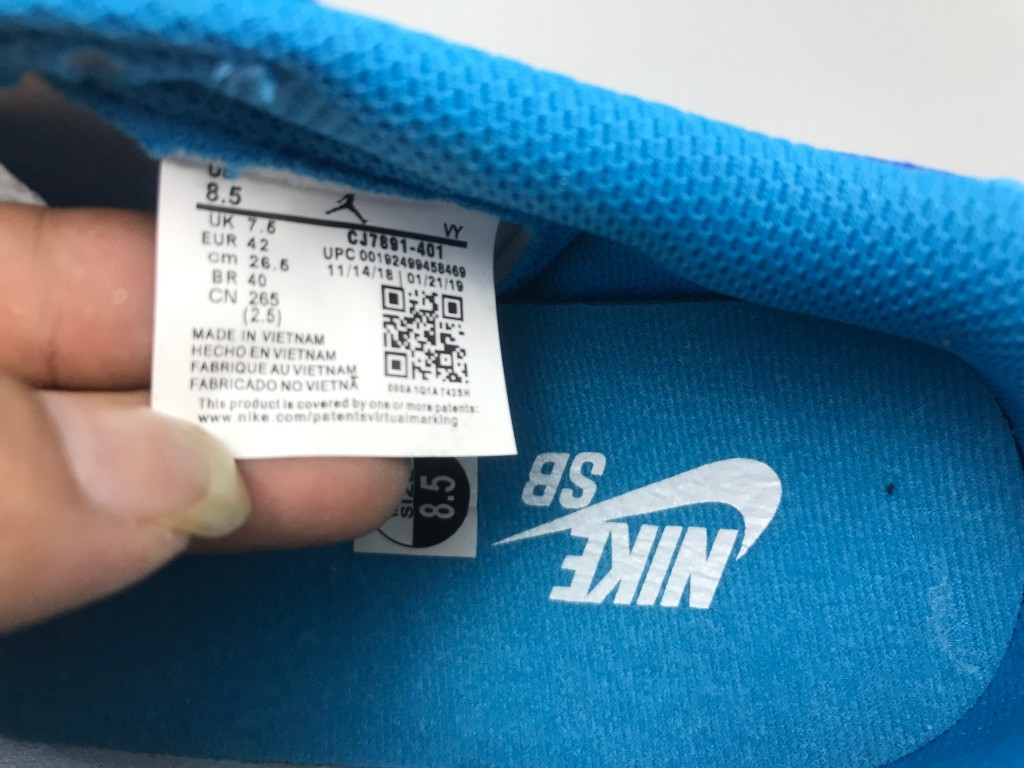 8.5
VY
UK 7.5
EUR 42
cm 26.5
BR 40
CN 265
(2.5)
CJ7891-401
UPC 00192499458469
11/14/18 | 01/21/19
MADE IN VIETNAM
HECHO EN VIETNAM
FABRIQUE AU VIETNAM
FABRICADO NO VIETNÃ
This product is covered by one or more patents:
www.nike.com/patentsvirtualmarking
SIZE
8.5
NIKE
SB